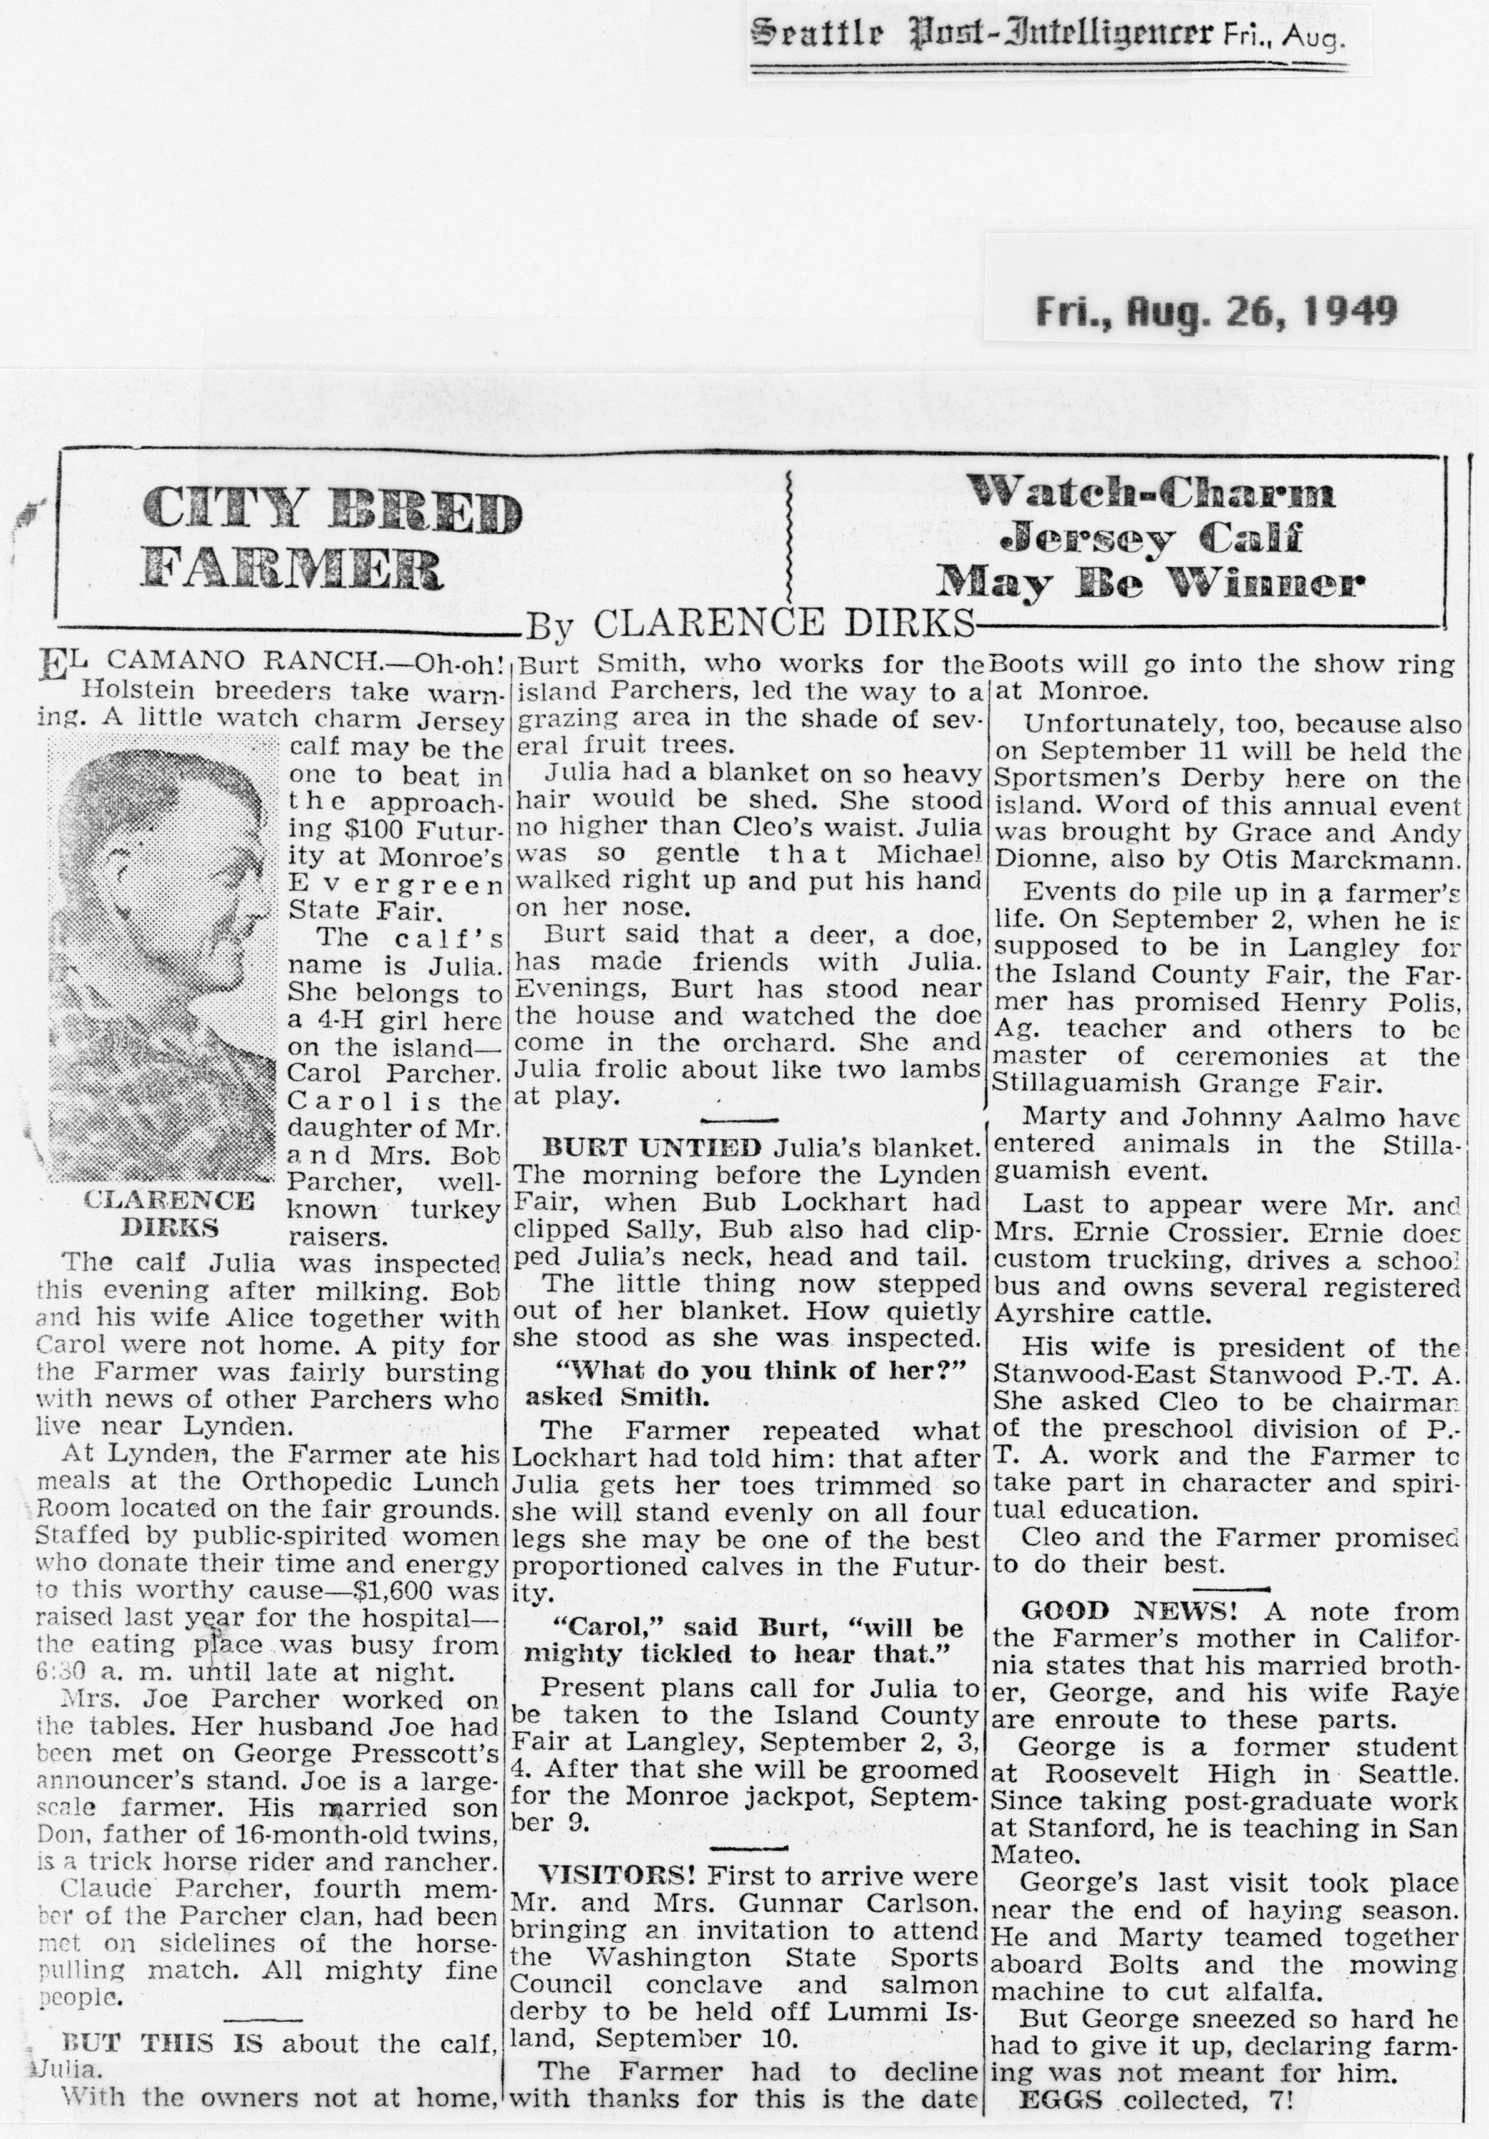 Seattle Post-Intelligencer Fri., Aug.
Fri., Aug. 26, 1949
CITY BRED
FARMER
Watch-Charm
Jersey Calf
May Be Winner
By CLARENCE DIRKS
EL CAMANO RANCH.—Oh-oh!
Holstein breeders take warn-
ing. A little watch charm Jersey
calf may be the
one to beat in
the approach-
ing $100 Futur-
ity at Monroe's
Evergreen
State Fair.
The calf's
name is Julia.
She belongs to
a 4-H girl here
on the island—
Carol Parcher.
Carol is the
daughter of Mr.
and Mrs. Bob
Parcher, well-
known turkey
raisers.
CLARENCE
DIRKS
The calf Julia was inspected
this evening after milking. Bob
and his wife Alice together with
Carol were not home. A pity for
the Farmer was fairly bursting
with news of other Parchers who
live near Lynden.
At Lynden, the Farmer ate his
meals at the Orthopedic Lunch
Room located on the fair grounds.
Staffed by public-spirited women
who donate their time and energy
to this worthy cause—$1,600 was
raised last year for the hospital—
the eating place was busy from
6:30 a. m. until late at night.
Mrs. Joe Parcher worked on
the tables. Her husband Joe had
been met on George Presscott's
announcer's stand. Joe is a large-
scale farmer. His married son
Don, father of 16-month-old twins,
is a trick horse rider and rancher.
Claude Parcher, fourth mem-
ber of the Parcher clan, had been
met on sidelines of the horse-
pulling match. All mighty fine
people.
BUT THIS IS about the calf,
Julia.
With the owners not at home,
Burt Smith, who works for the
island Parchers, led the way to a
grazing area in the shade of sev-
eral fruit trees.
Julia had a blanket on so heavy
hair would be shed. She stood
no higher than Cleo's waist. Julia
was so gentle that Michael
walked right up and put his hand
on her nose.
Burt said that a deer, a doe,
has made friends with Julia.
Evenings, Burt has stood near
the house and watched the doe
come in the orchard. She and
Julia frolic about like two lambs
at play.
BURT UNTIED Julia's blanket.
The morning before the Lynden
Fair, when Bub Lockhart had
clipped Sally, Bub also had clip-
ped Julia's neck, head and tail.
The little thing now stepped
out of her blanket. How quietly
she stood as she was inspected.
"What do you think of her?"
asked Smith.
The Farmer repeated what
Lockhart had told him: that after
Julia gets her toes trimmed so
she will stand evenly on all four
legs she may be one of the best
proportioned calves in the Futur-
ity.
"Carol," said Burt, "will be
mighty tickled to hear that."
Present plans call for Julia to
be taken to the Island County
Fair at Langley, September 2, 3,
4. After that she will be groomed
for the Monroe jackpot, Septem-
ber 9.
VISITORS! First to arrive were
Mr. and Mrs. Gunnar Carlson,
bringing an invitation to attend
the Washington State Sports
Council conclave and salmon
derby to be held off Lummi Is-
land, September 10.
The Farmer had to decline
with thanks for this is the date
Boots will go into the show ring
at Monroe.
Unfortunately, too, because also
on September 11 will be held the
Sportsmen's Derby here on the
island. Word of this annual event
was brought by Grace and Andy
Dionne, also by Otis Marckmann.
Events do pile up in a farmer's
life. On September 2, when he is
supposed to be in Langley for
the Island County Fair, the Far-
mer has promised Henry Polis,
Ag. teacher and others to be
master of ceremonies at the
Stillaguamish Grange Fair.
Marty and Johnny Aalmo have
entered animals in the Stilla-
guamish event.
Last to appear were Mr. and
Mrs. Ernie Crossier. Ernie does
custom trucking, drives a school
bus and owns several registered
Ayrshire cattle.
His wife is president of the
Stanwood-East Stanwood P.-T. A.
She asked Cleo to be chairman
of the preschool division of P.-
T. A. work and the Farmer to
take part in character and spiri-
tual education.
Cleo and the Farmer promised
to do their best.
GOOD NEWS! A note from
the Farmer's mother in Califor-
nia states that his married broth-
er, George, and his wife Raye
are enroute to these parts.
George is a former student
at Roosevelt High in Seattle.
Since taking post-graduate work
at Stanford, he is teaching in San
Mateo.
George's last visit took place
near the end of haying season.
He and Marty teamed together
aboard Bolts and the mowing
machine to cut alfalfa.
But George sneezed so hard he
had to give it up, declaring farm-
ing was not meant for him.
EGGS collected, 7!